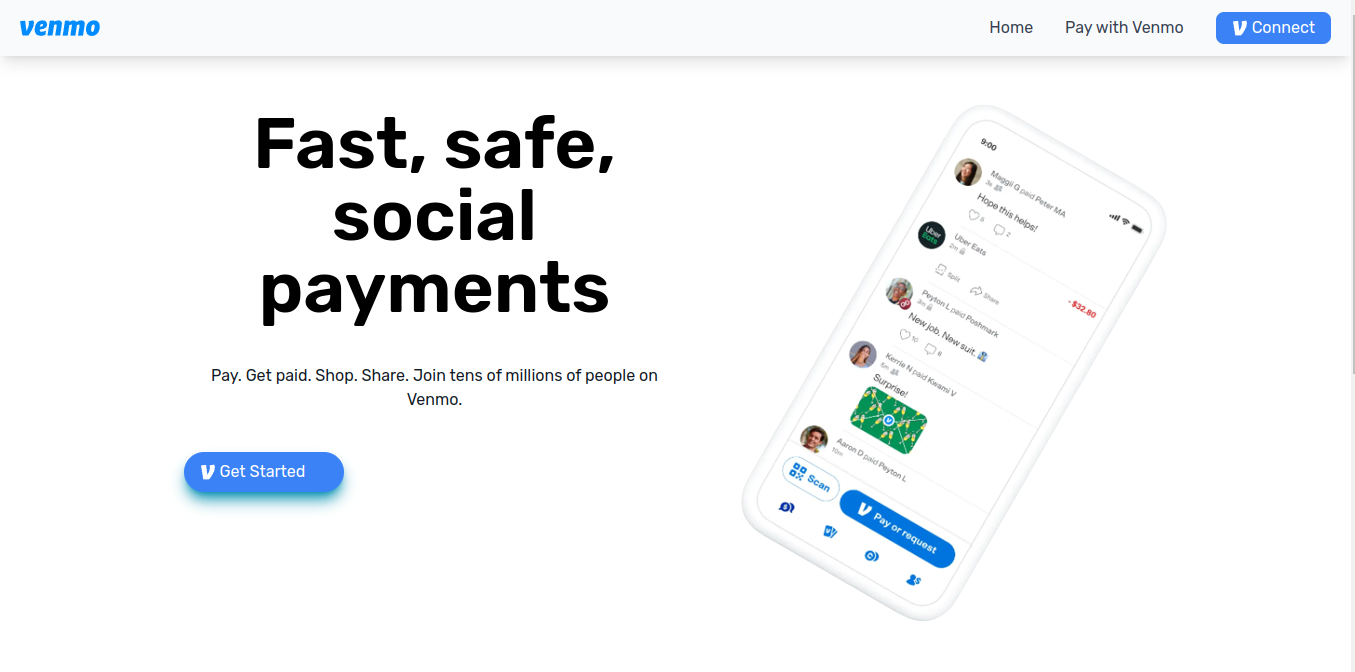 venmo
Home
Pay with Venmo
Connect
Fast, safe,
social
payments
Pay. Get paid. Shop. Share. Join tens of millions of people on
Venmo.
Get Started
9:00
Maggil G paid Peter MA
3s
Hope this helps!
8
2
Uber
Eats
Uber Eats
2m
- $32.80
Split
Share
Peyton L paid Poshmark
3m
New job. New suit.
10
8
Kerrie N paid Kwami V
5m
Surprise!
Aaron D paid Peyton L
10m
Scan
Pay or request